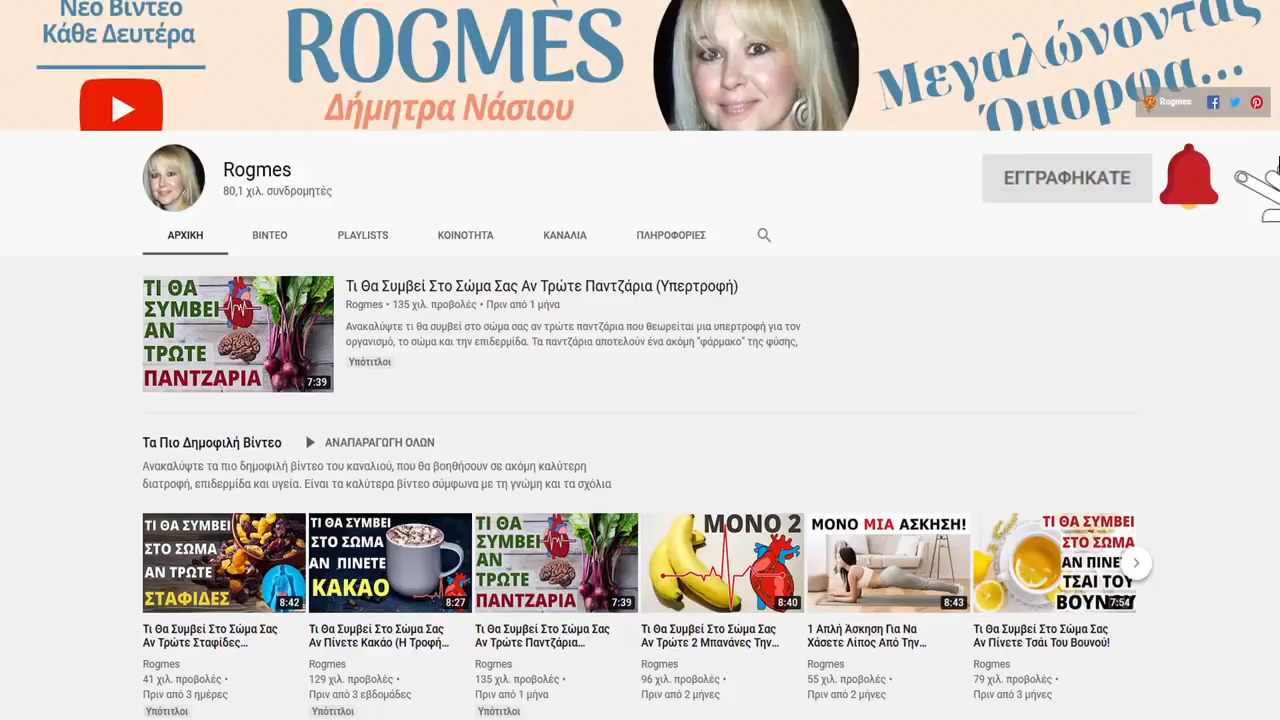 Νέο Βίντεο
Κάθε Δευτέρα
ROGMÈS
Δήμητρα Νάσιου
Μεγαλώνοντας
Όμορφα...
Rogmes
Rogmes
80,1 χιλ. συνδρομητές
ΕΓΓΡΑΦΗΚΑΤΕ
ΑΡΧΙΚΗ ΒΙΝΤΕΟ PLAYLISTS ΚΟΙΝΟΤΗΤΑ ΚΑΝΑΛΙΑ ΠΛΗΡΟΦΟΡΙΕΣ
ΤΙ ΘΑ
ΣΥΜΒΕΙ
ΑΝ
ΤΡΩΤΕ
ΠΑΝΤΖΑΡΙΑ
7:39
Τι Θα Συμβεί Στο Σώμα Σας Αν Τρώτε Παντζάρια (Υπερτροφή)
Rogmes • 135 χιλ. προβολές • Πριν από 1 μήνα
Ανακαλύψτε τι θα συμβεί στο σώμα σας αν τρώτε παντζάρια που θεωρείται μια υπερτροφή για τον
οργανισμό, το σώμα και την επιδερμίδα. Τα παντζάρια αποτελούν ένα ακόμη "φάρμακο" της φύσης,
Υπότιτλοι
Τα Πιο Δημοφιλή Βίντεο ΑΝΑΠΑΡΑΓΩΓΗ ΟΛΩΝ
Ανακαλύψτε τα πιο δημοφιλή βίντεο του καναλιού, που θα βοηθήσουν σε ακόμη καλύτερη
διατροφή, επιδερμίδα και υγεία. Είναι τα καλύτερα βίντεο σύμφωνα με τη γνώμη και τα σχόλια
ΤΙ ΘΑ ΣΥΜΒΕΙ
ΣΤΟ ΣΩΜΑ
ΑΝ ΤΡΩΤΕ
ΣΤΑΦΙΔΕΣ
8:42
Τι Θα Συμβεί Στο Σώμα Σας
Αν Τρώτε Σταφίδες...
Rogmes
41 χιλ. προβολές •
Πριν από 3 ημέρες
Υπότιτλοι
ΤΙ ΘΑ ΣΥΜΒΕΙ
ΣΤΟ ΣΩΜΑ
ΑΝ ΠΙΝΕΤΕ
ΚΑΚΑΟ
8:27
Τι Θα Συμβεί Στο Σώμα Σας
Αν Πίνετε Κακάο (Η Τροφή...
Rogmes
129 χιλ. προβολές •
Πριν από 3 εβδομάδες
Υπότιτλοι
ΤΙ ΘΑ
ΣΥΜΒΕΙ
ΑΝ
ΤΡΩΤΕ
ΠΑΝΤΖΑΡΙΑ
7:39
Τι Θα Συμβεί Στο Σώμα Σας
Αν Τρώτε Παντζάρια...
Rogmes
135 χιλ. προβολές •
Πριν από 1 μήνα
Υπότιτλοι
ΜΟΝΟ 2
8:40
Τι Θα Συμβεί Στο Σώμα Σας
Αν Τρώτε 2 Μπανάνες Την...
Rogmes
96 χιλ. προβολές •
Πριν από 2 μήνες
ΜΟΝΟ ΜΙΑ ΑΣΚΗΣΗ!
8:43
1 Απλή Άσκηση Για Να
Χάσετε Λίπος Από Την...
Rogmes
55 χιλ. προβολές •
Πριν από 2 μήνες
ΤΙ ΘΑ ΣΥΜΒΕΙ
ΣΤΟ ΣΩΜΑ
ΑΝ ΠΙΝΕΤΕ
ΤΣΑΙ ΤΟΥ
ΒΟΥΝΟΥ
7:54
Τι Θα Συμβεί Στο Σώμα Σας
Αν Πίνετε Τσάι Του Βουνού!
Rogmes
79 χιλ. προβολές •
Πριν από 3 μήνες